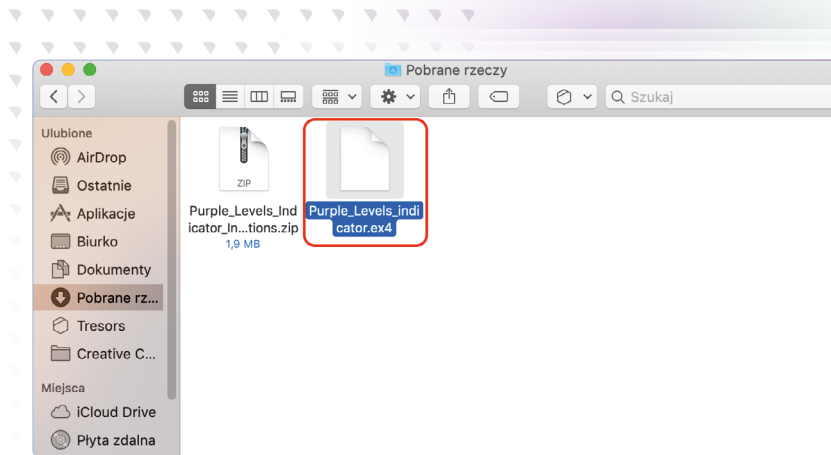 Pobrane rzeczy
Szukaj
Ulubione
AirDrop
Ostatnie
Aplikacje
Biurko
Dokumenty
Pobrane rz...
Tresors
Creative C...
Miejsca
iCloud Drive
Płyta zdalna
ZIP
Purple_Levels_Ind
icator_In...tions.zip
1,9 MB
Purple_Levels_indi
cator.ex4